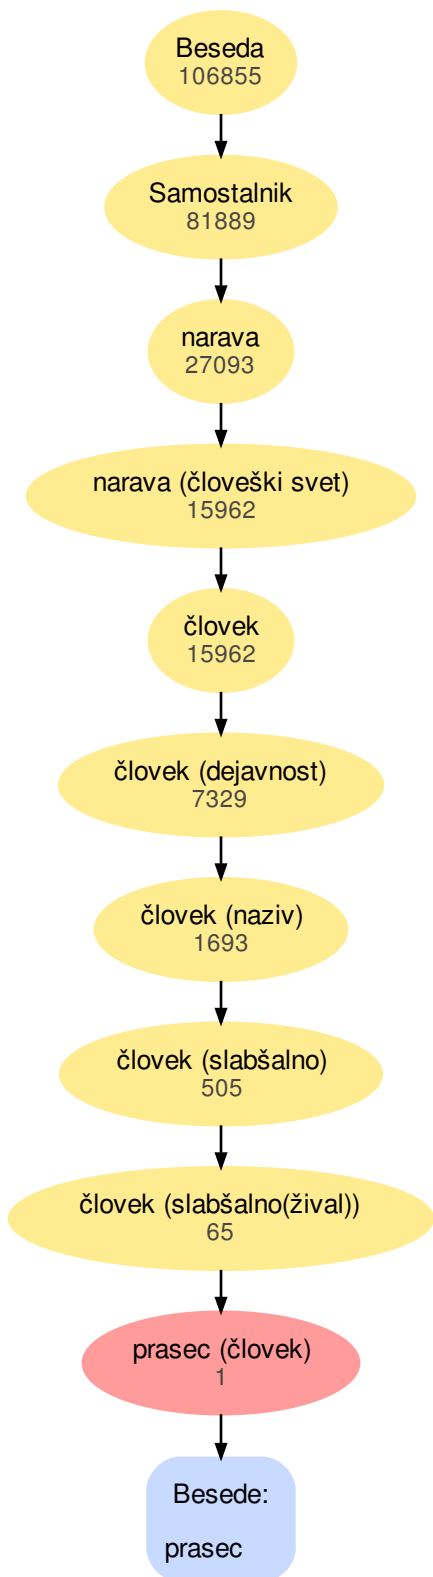 Beseda
106855
Samostalnik
81889
narava
27093
narava (človeški svet)
15962
človek
15962
človek (dejavnost)
7329
človek (naziv)
1693
človek (slabšalno)
505
človek (slabšalno(žival))
65
prasec (človek)
1
Besede:
prasec